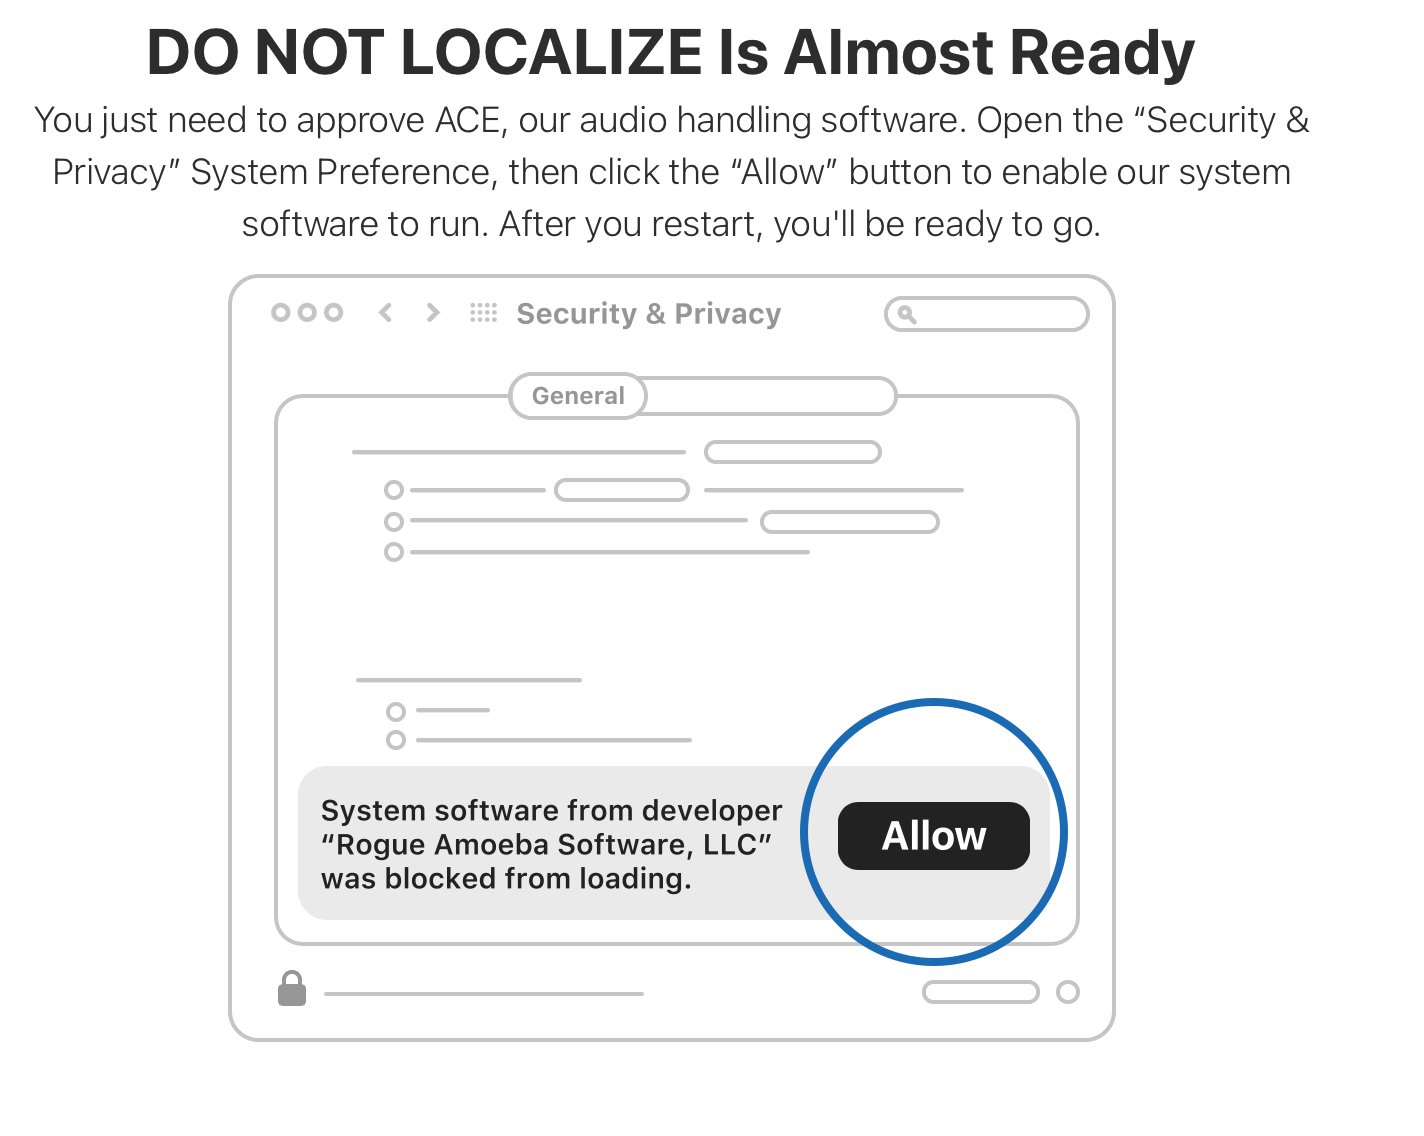 DO NOT LOCALIZE Is Almost Ready
You just need to approve ACE, our audio handling software. Open the “Security &
Privacy” System Preference, then click the “Allow” button to enable our system
software to run. After you restart, you'll be ready to go.
Security & Privacy
General
System software from developer
“Rogue Amoeba Software, LLC”
was blocked from loading.
Allow